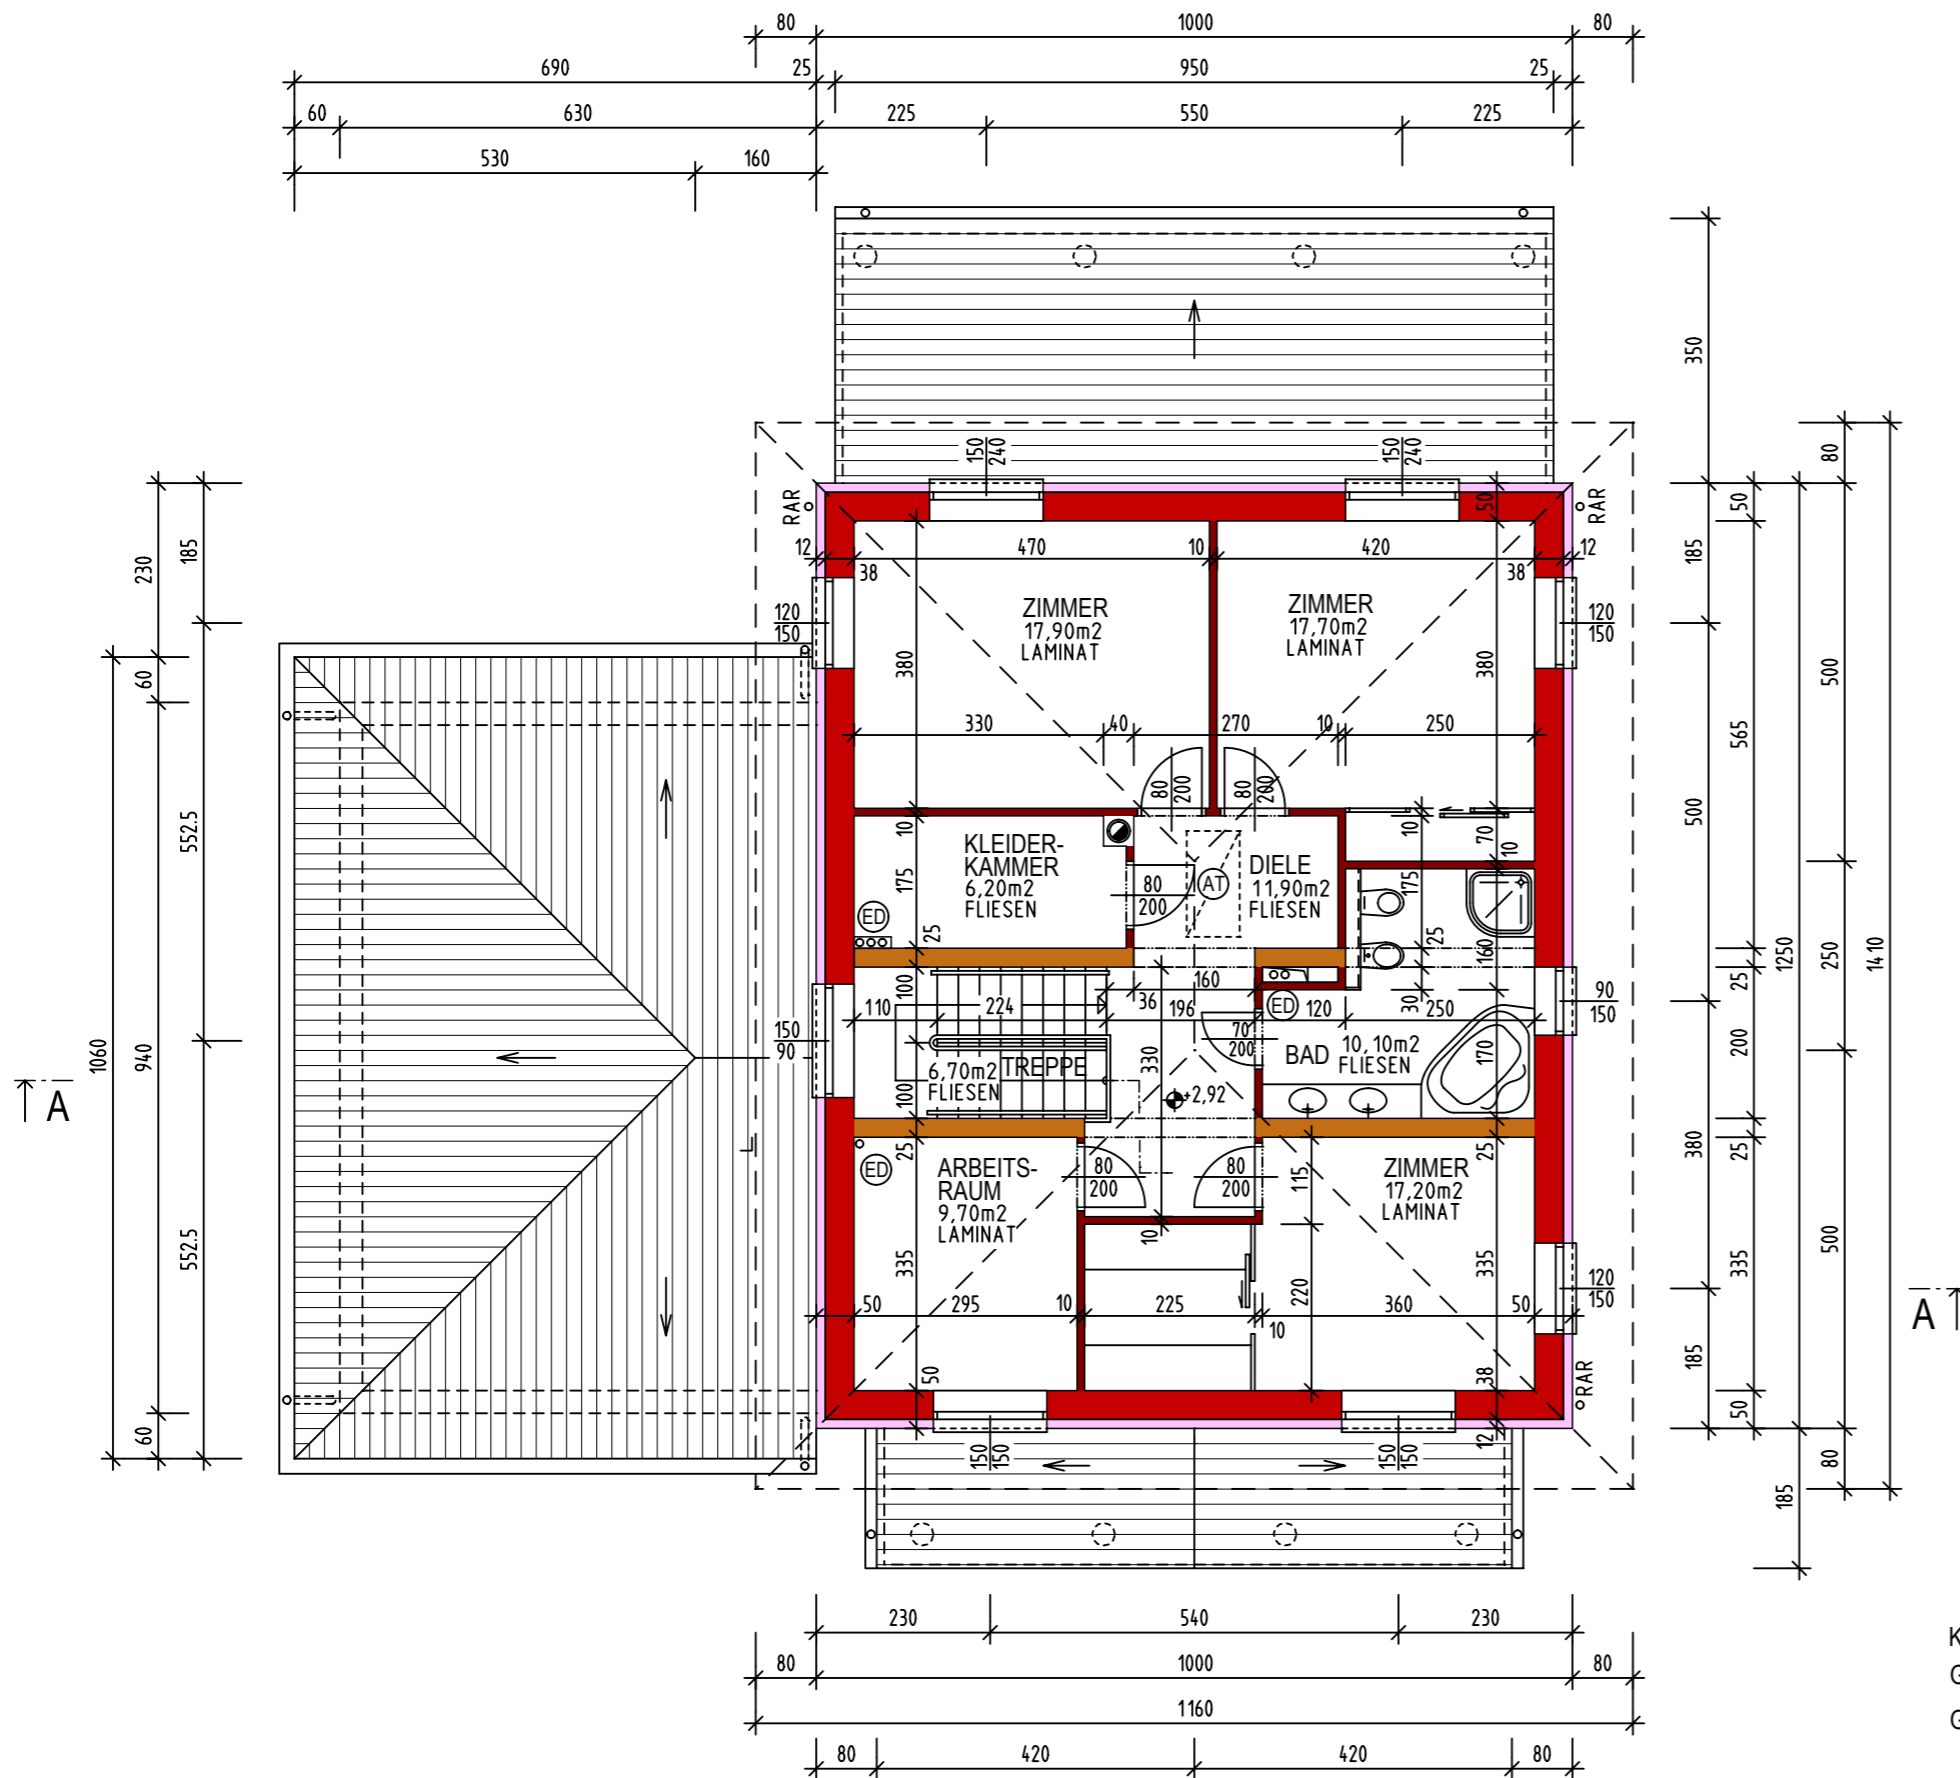 80 1000 80
690 25 950 25
60 630 225 550 225
530 160
350
150 240 150 240
80
RAR RAR
50
50
12 470 10 420 12
38 38
230 185
185
ZIMMER
17,90m2
LAMINAT
ZIMMER
17,70m2
LAMINAT
120
150
120
150
380 380
60
500 565 500
330 40 270 10 250
80 200 80 200
10 10 70 10
KLEIDER-
KAMMER
6,20m2
FLIESEN
DIELE
11,90m2
FLIESEN
AT
ED
175 175
80
200
25 25
160
552.5
1060 940
1250 1410
250
25
100 160
36
30
110 224 196 120 250
ED
90
150
150
90
70
200
330
200
TREPPE
6,70m2
FLIESEN
BAD
10,10m2
FLIESEN
170
100
+2,92
A
25 25
25
ED
ARBEITS-
RAUM
9,70m2
LAMINAT
80
200
80
200
115
ZIMMER
17,20m2
LAMINAT
380
10
335 335
335
500
552.5
220
120
150
A
50 295 10 225 10 360 50
50 38
185
RAR
50
60
12
150 150 150 150
80
185
230 540 230
80 1000 80
1160
80 420 420 80
K
G
G